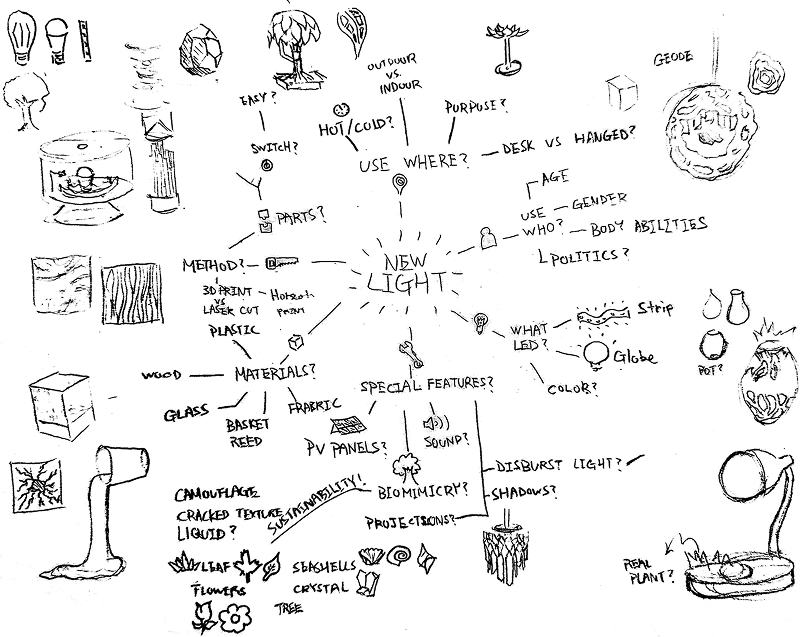 OUTDOOR
VS.
INDOOR
GEODE
EASY?
HOT/COLD?
PURPOSE?
SWITCH?
USE WHERE?
DESK VS HANGED?
AGE
PARTS?
USE
WHO?
GENDER
BODY ABILITIES
POLITICS?
NEW
LIGHT
METHOD?
3D PRINT
VS
LASER CUT
PLASTIC
PAINT
Strip
WHAT
LED?
Globe
COLOR?
WOOD
MATERIALS?
GLASS
BASKET
REED
FRABRIC
SPECIAL FEATURES?
POT?
PV PANELS?
SOUND?
DISBURST LIGHT?
SHADOWS?
BIOMIMICRY?
PROJECTIONS?
SUSTAINABILITY!
CAMOUFLAGE
CRACKED TEXTURE
LIQUID?
LEAF
FLOWERS
SEASHELLS
CRYSTAL
TREE
REAL
PLANT?